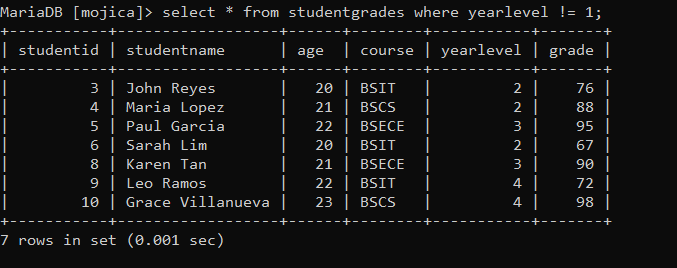 MariaDB [mojica]> select * from studentgrades where yearlevel != 1;
+-----------+------------------+------+--------+-----------+-------+
| studentid | studentname      | age  | course | yearlevel | grade |
+-----------+------------------+------+--------+-----------+-------+
|         3 | John Reyes       |   20 | BSIT   |         2 |    76 |
|         4 | Maria Lopez      |   21 | BSCS   |         2 |    88 |
|         5 | Paul Garcia      |   22 | BSECE  |         3 |    95 |
|         6 | Sarah Lim        |   20 | BSIT   |         2 |    67 |
|         8 | Karen Tan        |   21 | BSECE  |         3 |    90 |
|         9 | Leo Ramos        |   22 | BSIT   |         4 |    72 |
|        10 | Grace Villanueva |   23 | BSCS   |         4 |    98 |
+-----------+------------------+------+--------+-----------+-------+
7 rows in set (0.001 sec)